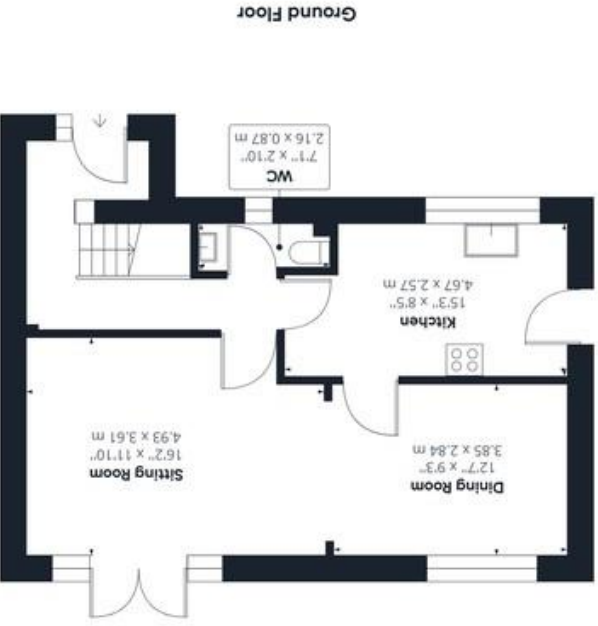 Ground Floor
Dining Room
12'7" x 9'3"
3.85 x 2.84 m
Sitting Room
16'2" x 11'10"
4.93 x 3.61 m
Kitchen
15'3" x 8'5"
4.67 x 2.57 m
WC
7'1" x 2'10"
2.16 x 0.87 m